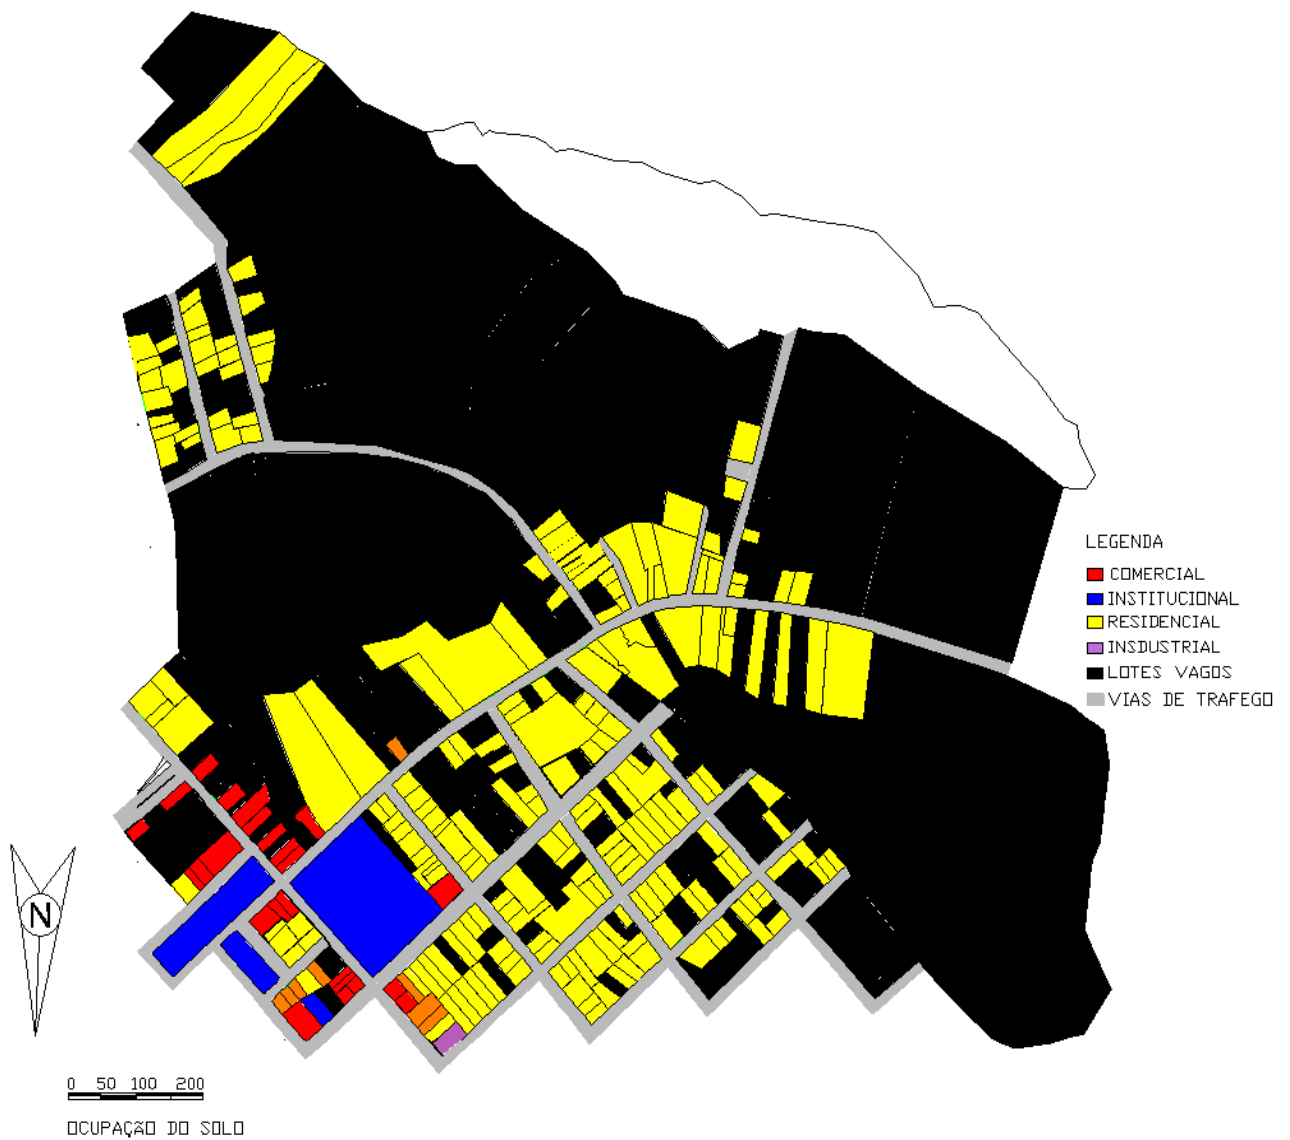 LEGENDA
COMERCIAL
INSTITUCIONAL
RESIDENCIAL
INSDUSTRIAL
LOTES VAGOS
VIAS DE TRAFEGO
N
0 50 100 200
OCUPAÇÃO DO SOLO